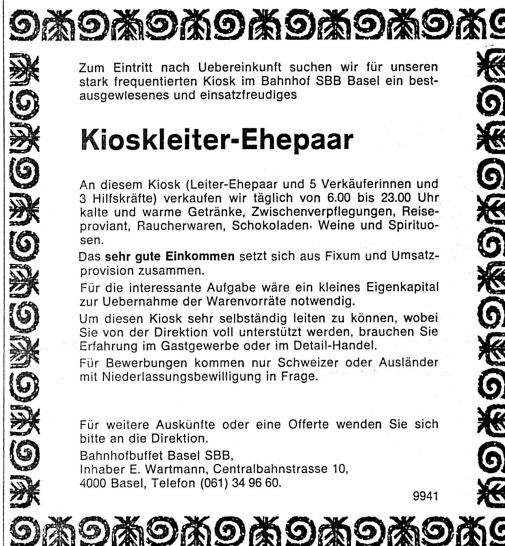 Zum Eintritt nach Uebereinkunft suchen wir für unseren
stark frequentierten Kiosk im Bahnhof SBB Basel ein best-
ausgewiesenes und einsatzfreudiges
Kioskleiter-Ehepaar
An diesem Kiosk (Leiter-Ehepaar und 5 Verkäuferinnen und
3 Hilfskräfte) verkaufen wir täglich von 6.00 bis 23.00 Uhr
kalte und warme Getränke, Zwischenverpflegungen, Reise-
proviant, Raucherwaren, Schokoladen, Weine und Spirituo-
sen.
Das sehr gute Einkommen setzt sich aus Fixum und Umsatz-
provision zusammen.
Für die interessante Aufgabe wäre ein kleines Eigenkapital
zur Uebernahme der Warenvorräte notwendig.
Um diesen Kiosk sehr selbständig leiten zu können, wobei
Sie von der Direktion voll unterstützt werden, brauchen Sie
Erfahrung im Gastgewerbe oder im Detail-Handel.
Für Bewerbungen kommen nur Schweizer oder Ausländer
mit Niederlassungsbewilligung in Frage.
Für weitere Auskünfte oder eine Offerte wenden Sie sich
bitte an die Direktion.
Bahnhofbuffet Basel SBB,
Inhaber E. Wartmann, Centralbahnstrasse 10,
4000 Basel, Telefon (061) 34 96 60.
9941